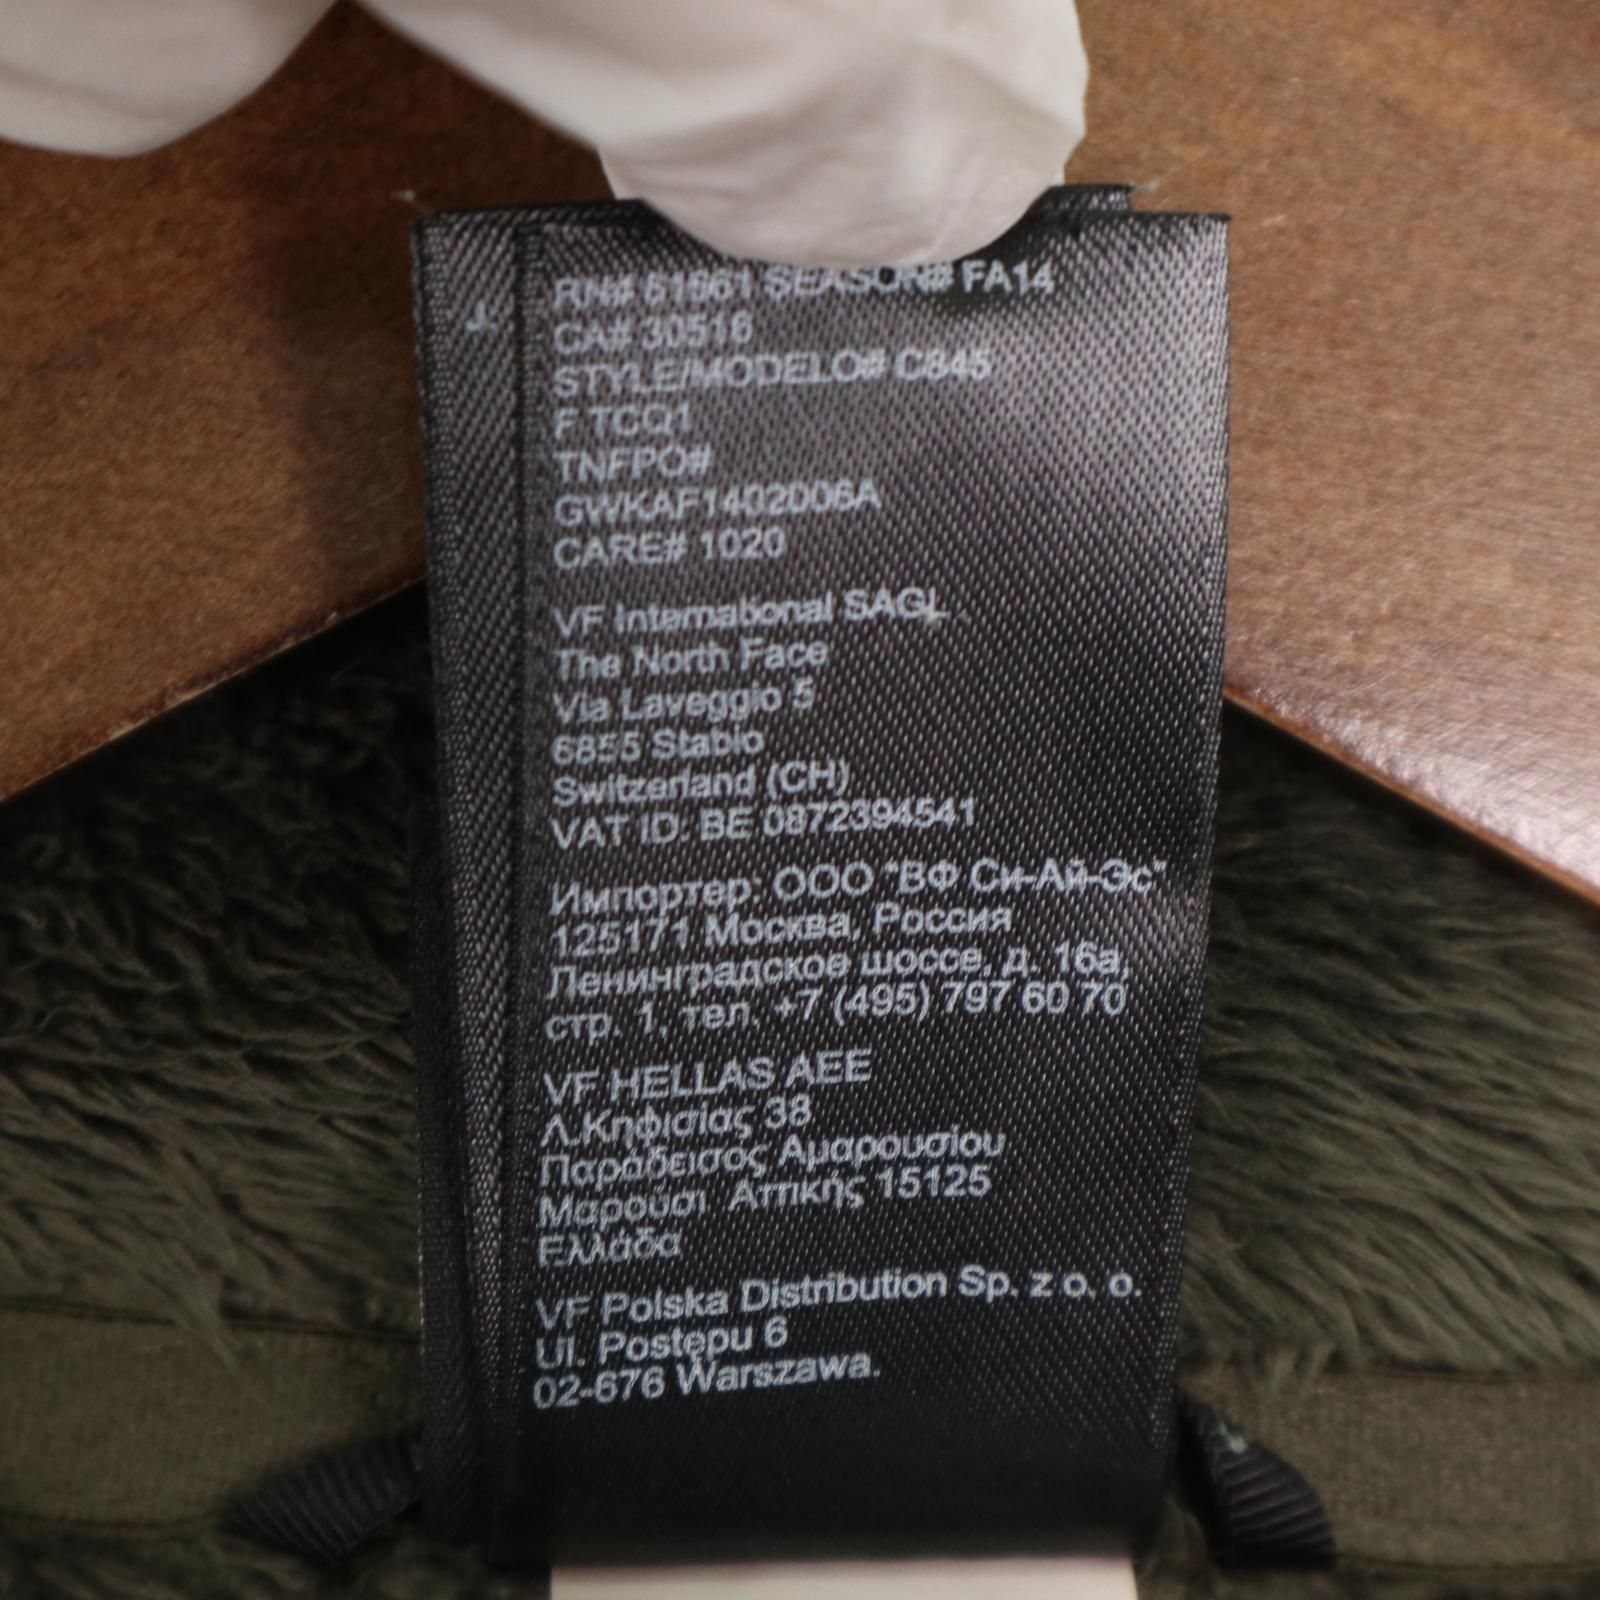 RN# 61661 SEASON# FA14
CA# 30516
STYLE/MODELO# C845
F TCQ1
TNFPO#
GWKAF1402006A
CARE# 1020
VF International SAGL
The North Face
Via Laveggio 5
6855 Stabio
Switzerland (CH)
VAT ID: BE 0872394541
Импортер: ООО "ВФ Си-Ай-Эс"
125171 Москва, Россия
Ленинградское шоссе, д. 16а,
стр. 1, тел. +7 (495) 797 60 70
VF HELLAS AEE
Λ.Κηφισίας 38
Παράδεισος Αμαρουσίου
Μαρούσι Αττικής 15125
Ελλάδα
VF Polska Distribution Sp. z o. o.
Ul. Postępu 6
02-676 Warszawa.